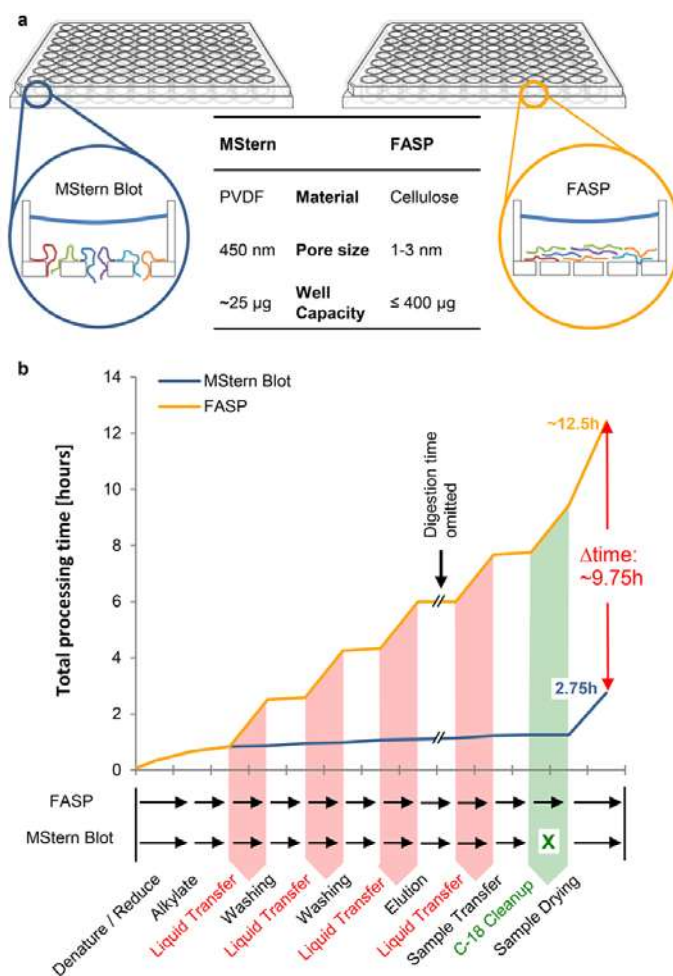 a
MStern Blot
MStern FASP
PVDF Material Cellulose
450 nm Pore size 1-3 nm
~25 µg Well Capacity ≤ 400 µg
FASP
b
Total processing time [hours]
14
12
10
8
6
4
2
0
MStern Blot
FASP
Digestion time
omitted
~12.5h
Δtime:
~9.75h
2.75h
FASP
MStern Blot
X
Denature / Reduce
Alkylate
Liquid Transfer
Washing
Liquid Transfer
Washing
Liquid Transfer
Elution
Liquid Transfer
Sample Transfer
C-18 Cleanup
Sample Drying